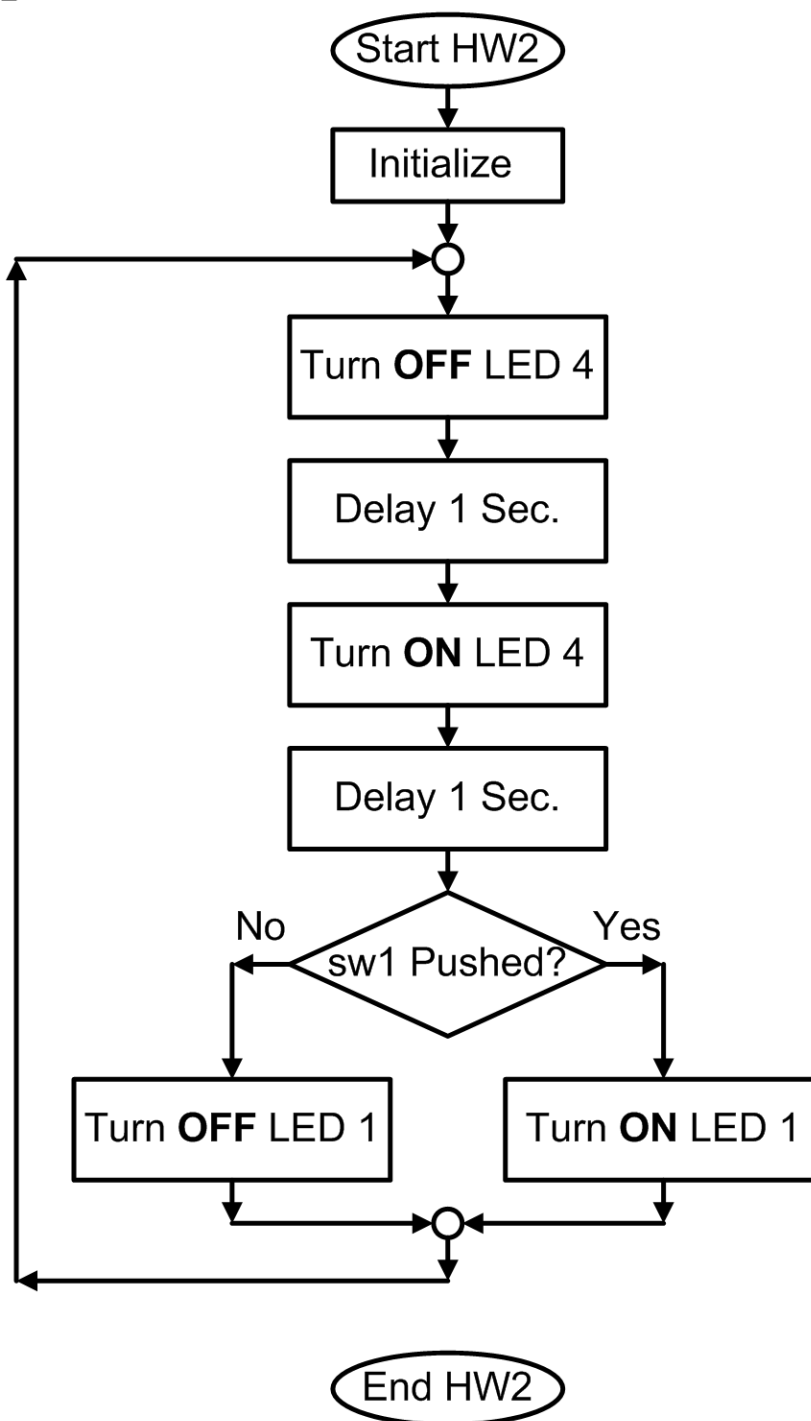 Start HW2
Initialize
Turn OFF LED 4
Delay 1 Sec.
Turn ON LED 4
Delay 1 Sec.
No
Yes
sw1 Pushed?
Turn OFF LED 1
Turn ON LED 1
End HW2